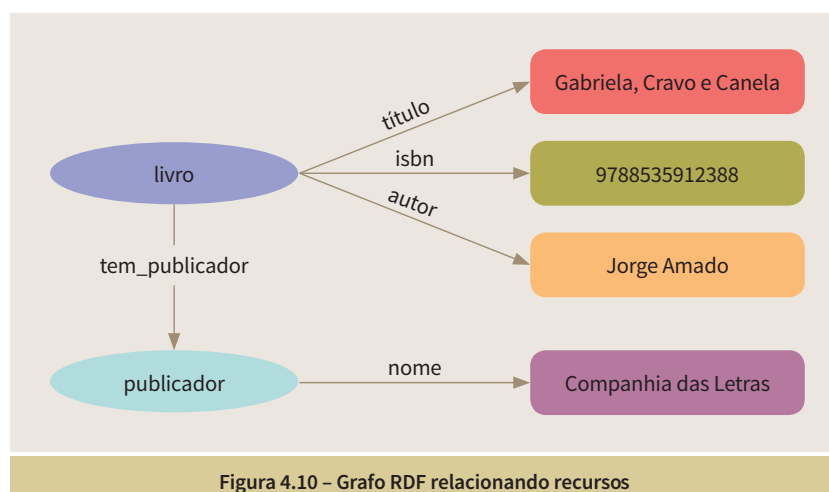 Gabriela, Cravo e Canela
título
isbn
livro
9788535912388
autor
tem_publicador
Jorge Amado
nome
publicador
Companhia das Letras
Figura 4.10 – Grafo RDF relacionando recursos